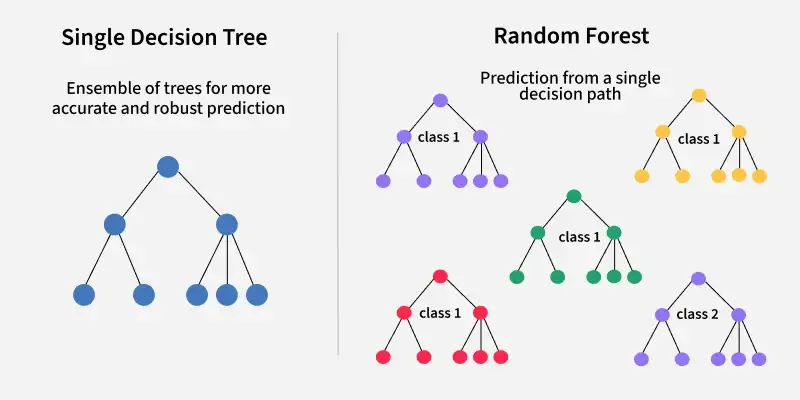 Single Decision Tree
Ensemble of trees for more
accurate and robust prediction
Random Forest
Prediction from a single
decision path
class 1
class 1
class 1
class 1
class 2